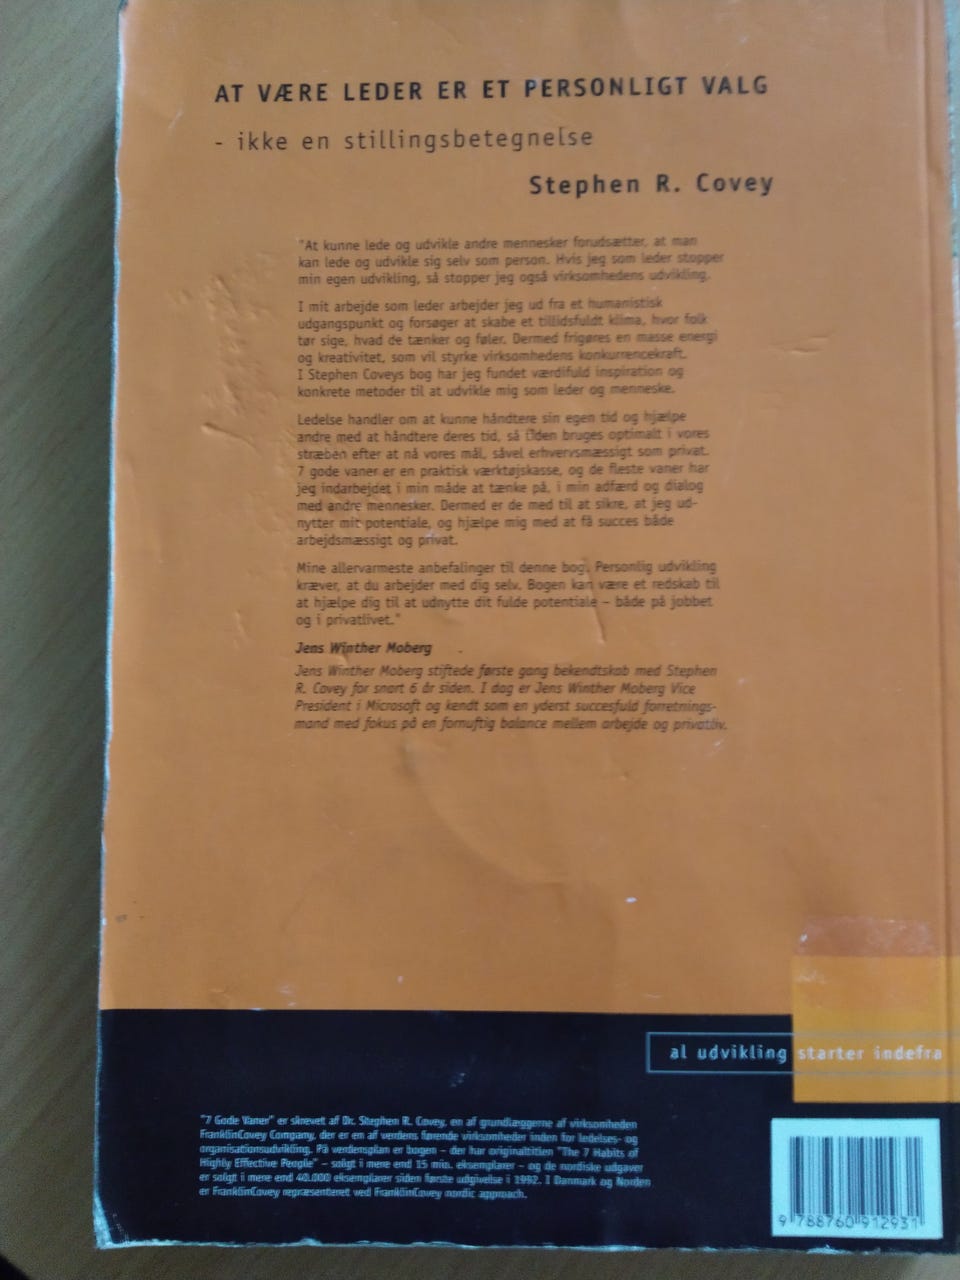 AT VÆRE LEDER ER ET PERSONLIGT VALG
- ikke en stillingsbetegnelse
Stephen R. Covey
"At kunne lede og udvikle andre mennesker forudsætter, at man
kan lede og udvikle sig selv som person. Hvis jeg som leder stopper
min egen udvikling, så stopper jeg også virksomhedens udvikling.
I mit arbejde som leder arbejder jeg ud fra et humanistisk
udgangspunkt og forsøger at skabe et tillidsfuldt klima, hvor folk
tør sige, hvad de tænker og føler. Dermed frigøres en masse energi
og kreativitet, som vil styrke virksomhedens konkurrencekraft.
I Stephen Coveys bog har jeg fundet værdifuld inspiration og
konkrete metoder til at udvikle mig som leder og menneske.
Ledelse handler om at kunne håndtere sin egen tid og hjælpe
andre med at håndtere deres tid, så tiden bruges optimalt i vores
stræben efter at nå vores mål, såvel erhvervsmæssigt som privat.
7 gode vaner er en praktisk værktøjskasse, og de fleste vaner har
jeg indarbejdet i min måde at tænke på, i min adfærd og dialog
med andre mennesker. Dermed er de med til at sikre, at jeg ud-
nytter mit potentiale, og hjælpe mig med at få succes både
arbejdsmæssigt og privat.
Mine allervarmeste anbefalinger til denne bog. Personlig udvikling
kræver, at du arbejder med dig selv. Bogen kan være et redskab til
at hjælpe dig til at udnytte dit fulde potentiale – både på jobbet
og i privatlivet."
Jens Winther Moberg
Jens Winther Moberg stiftede første gang bekendtskab med Stephen
R. Covey for snart 6 år siden. I dag er Jens Winther Moberg Vice
President i Microsoft og kendt som en yderst succesfuld forretnings-
mand med fokus på en fornuftig balance mellem arbejde og privatliv.
al udvikling starter indefra
"7 Gode Vaner" er skrevet af Dr. Stephen R. Covey, en af grundlæggerne af virksomheden
FranklinCovey Company, der er en af verdens førende virksomheder inden for ledelses- og
organisationsudvikling. På verdensplan er bogen – der har originaltitlen "The 7 Habits of
Highly Effective People" – solgt i mere end 15 mio. eksemplarer – og de nordiske udgaver
er solgt i mere end 40.000 eksemplarer siden første udgivelse i 1992. I Danmark og Norden
er FranklinCovey repræsenteret ved FranklinCovey nordic approach.
9 788760 912931